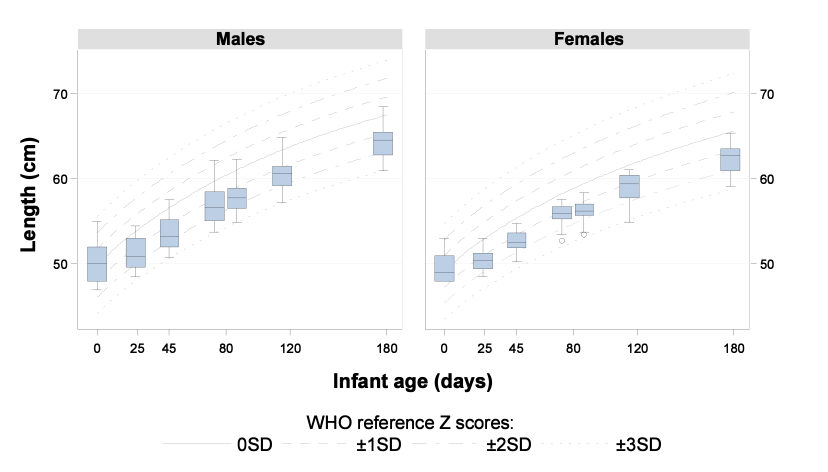 Males Females
70 70
60 60
50 50
Length (cm)
0 25 45 80 120 180 0 25 45 80 120 180
Infant age (days)
WHO reference Z scores:
0SD ±1SD ±2SD ±3SD